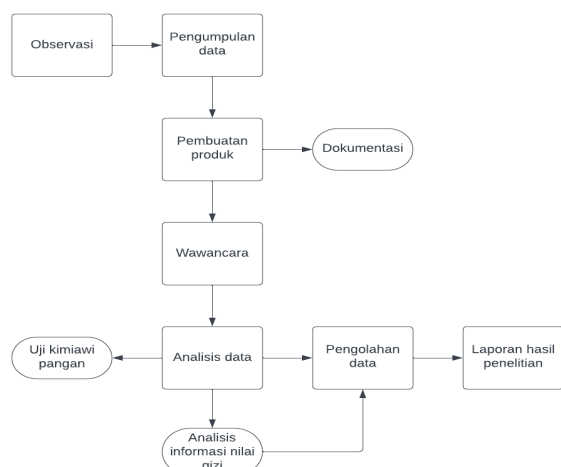 Observasi
Pengumpulan
data
Pembuatan
produk
Dokumentasi
Wawancara
Uji kimiawi
pangan
Analisis data
Pengolahan
data
Laporan hasil
penelitian
Analisis
informasi nilai
gizi